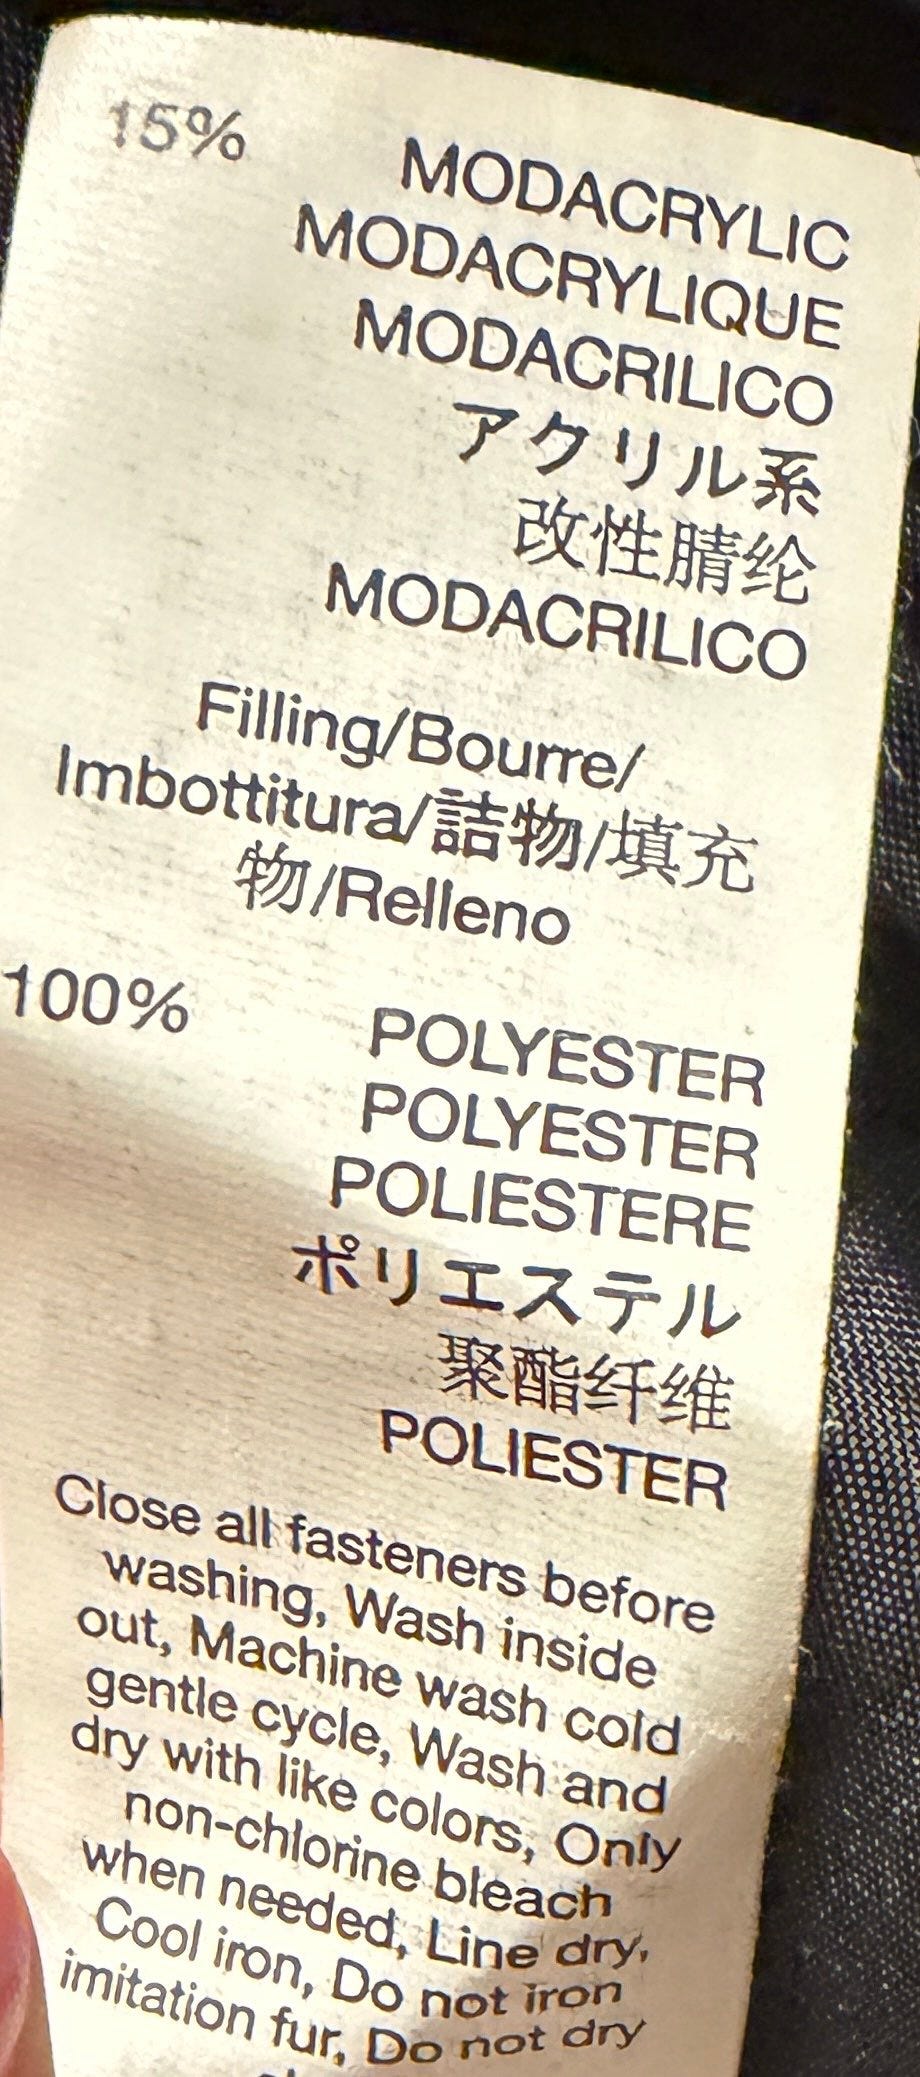 15% MODACRYLIC
MODACRYLIQUE
MODACRILICO
アクリル系
改性腈纶
MODACRILICO
Filling/Bourre/
Imbottitura/詰物/填充
物/Relleno
100% POLYESTER
POLYESTER
POLIESTERE
ポリエステル
聚酯纤维
POLIESTER
Close all fasteners before
washing, Wash inside
out, Machine wash cold
gentle cycle, Wash and
dry with like colors, Only
non-chlorine bleach
when needed, Line dry,
Cool iron, Do not iron
imitation fur, Do not dry